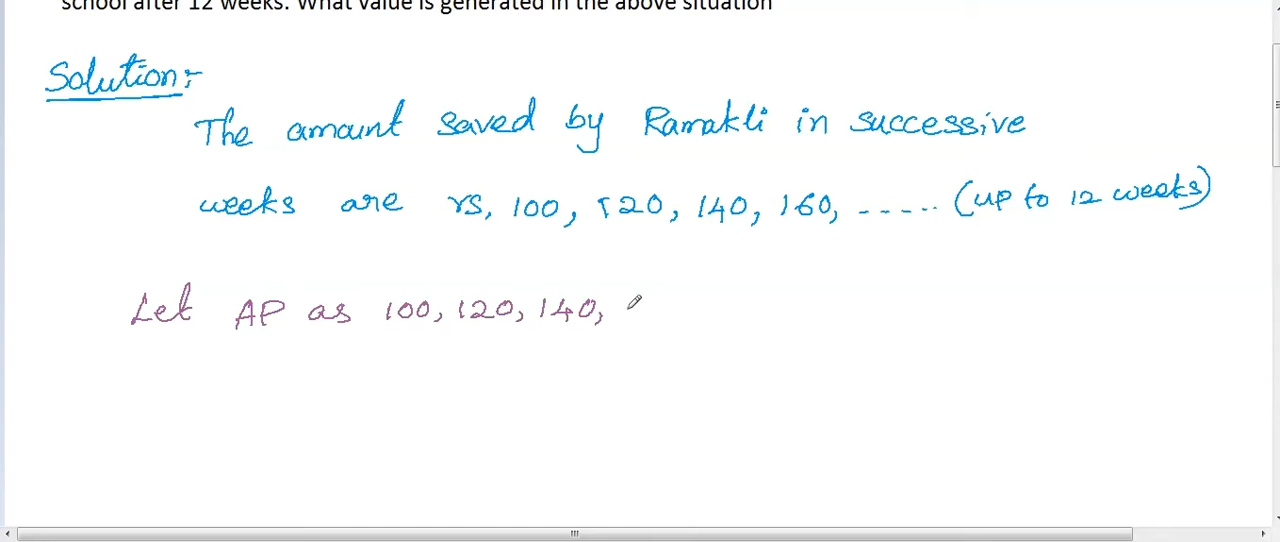 school after 12 weeks. What value is generated in the above situation
Solution:-
The amount saved by Ramakli in successive
weeks are rs, 100, 120, 140, 160, ----.. (up to 12 weeks)
Let AP as 100, 120, 140,